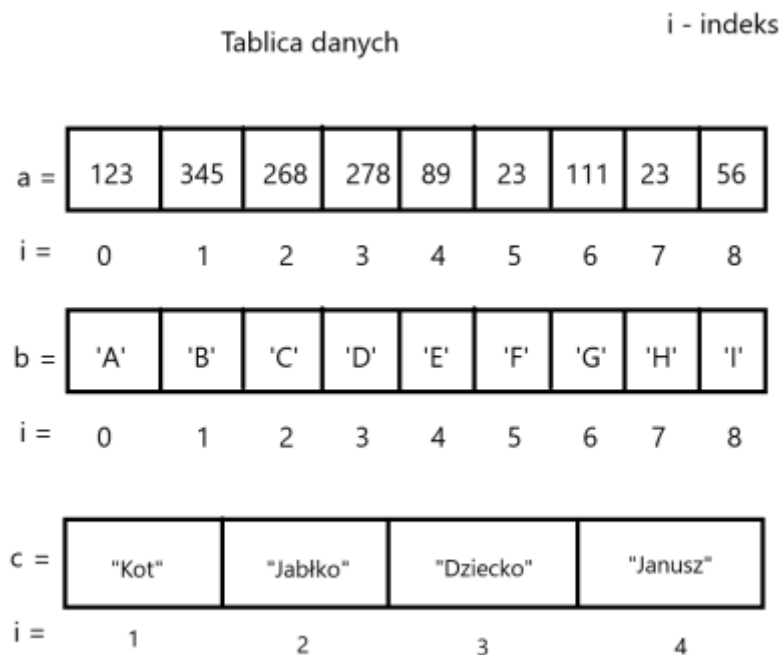 i - indeks
Tablica danych
a = 123 345 268 278 89 23 111 23 56
i = 0 1 2 3 4 5 6 7 8
b = 'A' 'B' 'C' 'D' 'E' 'F' 'G' 'H' 'I'
i = 0 1 2 3 4 5 6 7 8
c = "Kot" "Jabłko" "Dziecko" "Janusz"
i = 1 2 3 4